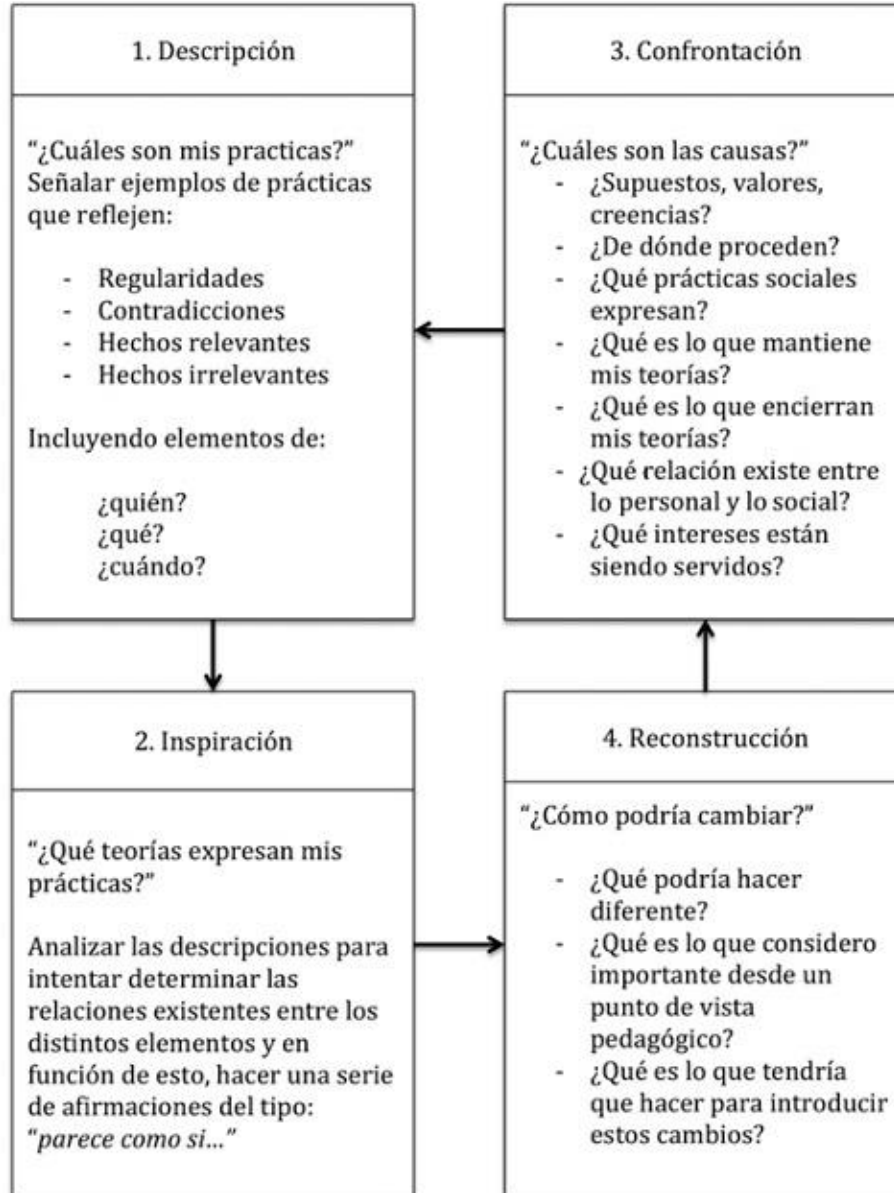 1. Descripción
“¿Cuáles son mis practicas?”
Señalar ejemplos de prácticas
que reflejen:
- Regularidades
- Contradicciones
- Hechos relevantes
- Hechos irrelevantes
Incluyendo elementos de:
¿quién?
¿qué?
¿cuándo?
2. Inspiración
“¿Qué teorías expresan mis
prácticas?”
Analizar las descripciones para
intentar determinar las
relaciones existentes entre los
distintos elementos y en
función de esto, hacer una serie
de afirmaciones del tipo:
“parece como si...”
3. Confrontación
“¿Cuáles son las causas?”
- ¿Supuestos, valores,
creencias?
- ¿De dónde proceden?
- ¿Qué prácticas sociales
expresan?
- ¿Qué es lo que mantiene
mis teorías?
- ¿Qué es lo que encierran
mis teorías?
- ¿Qué relación existe entre
lo personal y lo social?
- ¿Qué intereses están
siendo servidos?
4. Reconstrucción
“¿Cómo podría cambiar?”
- ¿Qué podría hacer
diferente?
- ¿Qué es lo que considero
importante desde un
punto de vista
pedagógico?
- ¿Qué es lo que tendría
que hacer para introducir
estos cambios?